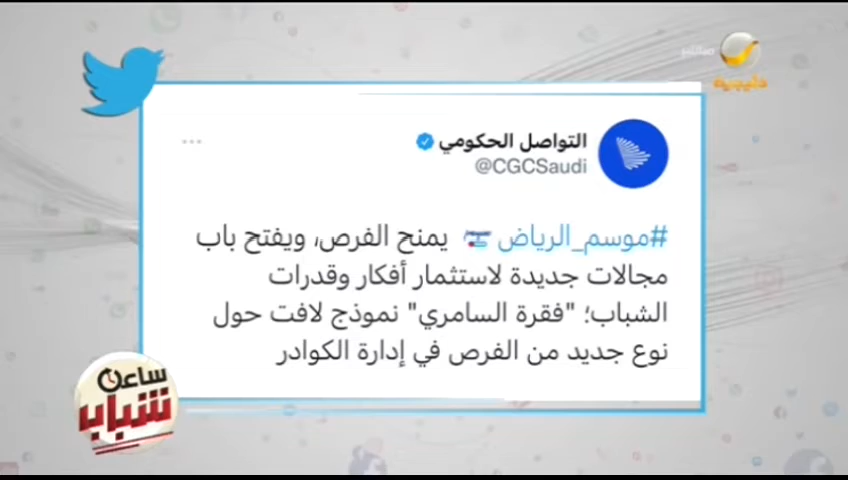 مباشر
خليجية
التواصل الحكومي
@CGCSaudi
#موسم_الرياض يمنح الفرص، ويفتح باب
مجالات جديدة لاستثمار أفكار وقدرات
الشباب؛ "فقرة السامري" نموذج لافت حول
نوع جديد من الفرص في إدارة الكوادر
ساعة
شباب